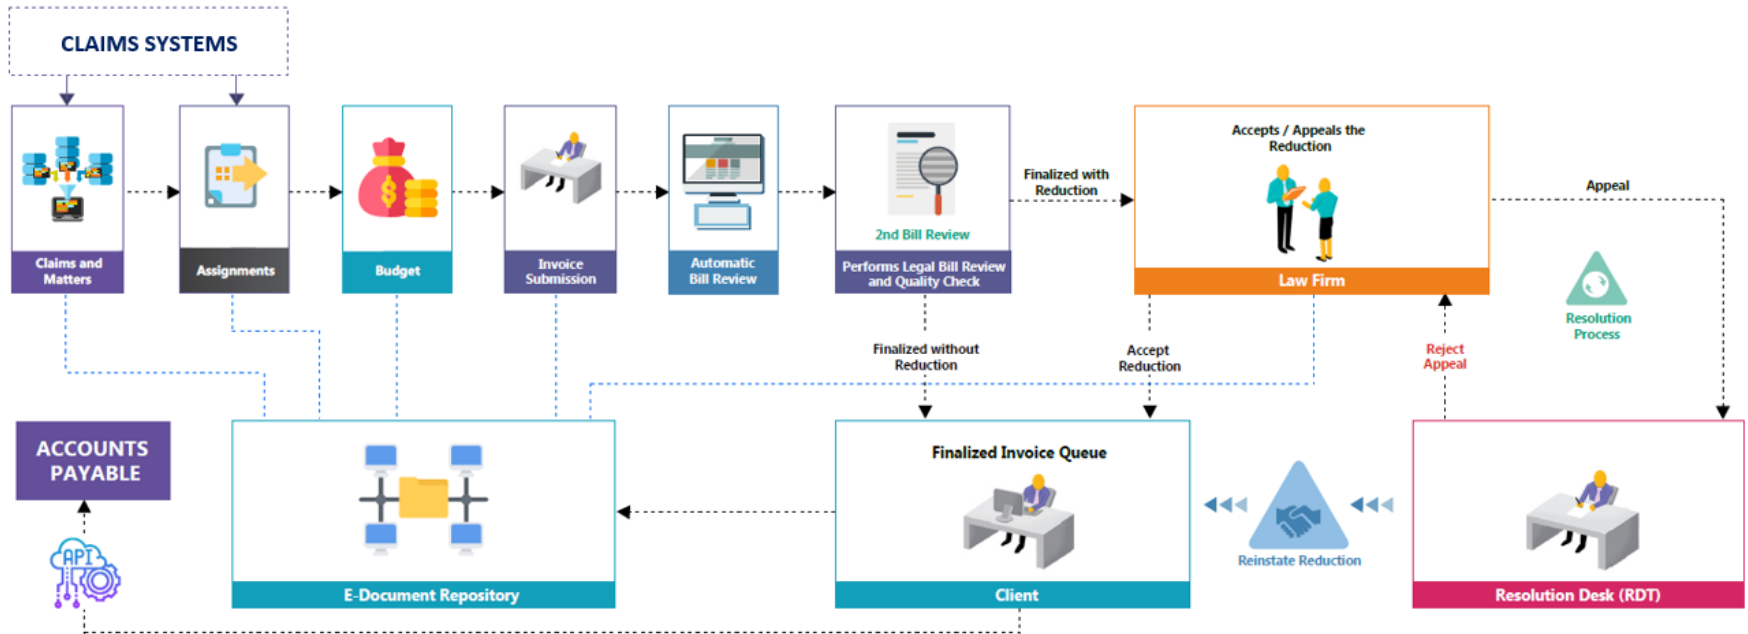 CLAIMS SYSTEMS
Claims and
Matters
Assignments
Budget
Invoice
Submission
Automatic
Bill Review
2nd Bill Review
Performs Legal Bill Review
and Quality Check
Finalized with
Reduction
Accepts / Appeals the
Reduction
Law Firm
Appeal
Resolution
Process
Finalized without
Reduction
Accept
Reduction
Reject
Appeal
ACCOUNTS
PAYABLE
API
E-Document Repository
Finalized Invoice Queue
Client
Reinstate Reduction
Resolution Desk (RDT)